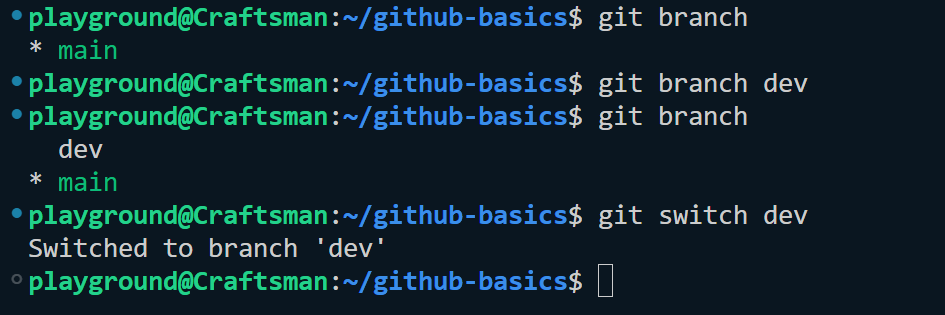 playground@Craftsman:~/github-basics$ git branch
* main
playground@Craftsman:~/github-basics$ git branch dev
playground@Craftsman:~/github-basics$ git branch
  dev
* main
playground@Craftsman:~/github-basics$ git switch dev
Switched to branch 'dev'
playground@Craftsman:~/github-basics$